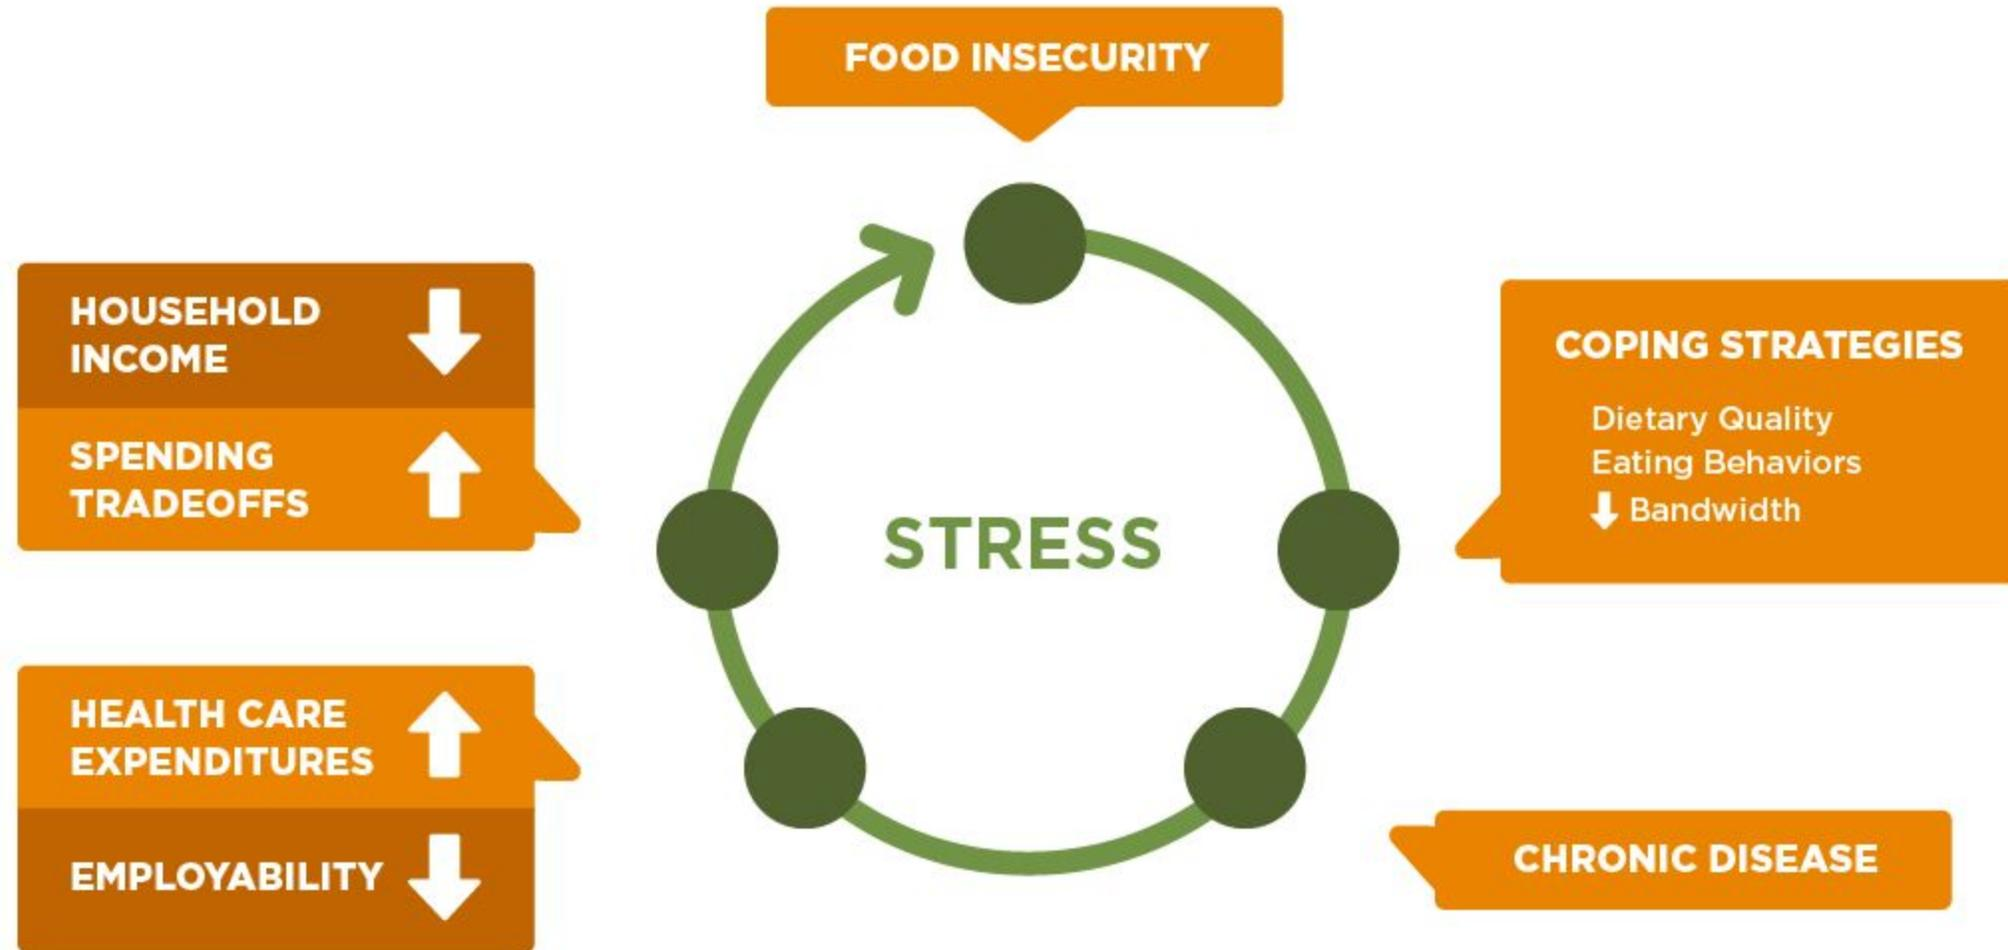 FOOD INSECURITY
HOUSEHOLD
INCOME
SPENDING
TRADEOFFS
STRESS
COPING STRATEGIES
Dietary Quality
Eating Behaviors
Bandwidth
HEALTH CARE
EXPENDITURES
EMPLOYABILITY
CHRONIC DISEASE